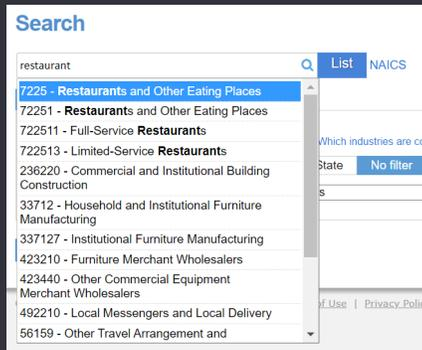 Search
restaurant
List
NAICS
7225 - Restaurants and Other Eating Places
72251 - Restaurants and Other Eating Places
722511 - Full-Service Restaurants
722513 - Limited-Service Restaurants
236220 - Commercial and Institutional Building
Construction
33712 - Household and Institutional Furniture
Manufacturing
337127 - Institutional Furniture Manufacturing
423210 - Furniture Merchant Wholesalers
423440 - Other Commercial Equipment
Merchant Wholesalers
492210 - Local Messengers and Local Delivery
56159 - Other Travel Arrangement and
Which industries are co
State
No filter
s
of Use | Privacy Polic